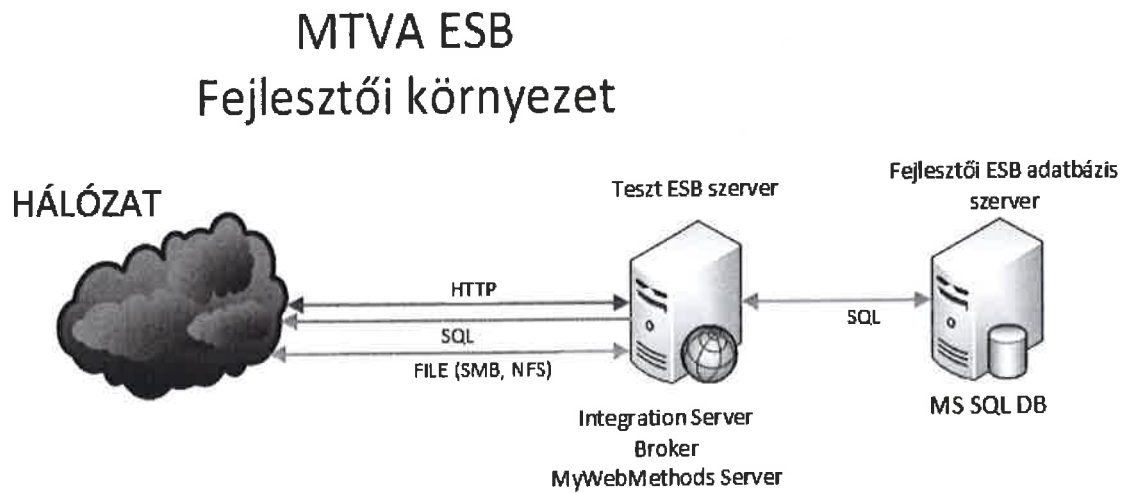 MTVA ESB
Fejlesztői környezet
HÁLÓZAT
Teszt ESB szerver
Fejlesztői ESB adatbázis
szerver
HTTP
SQL
FILE (SMB, NFS)
SQL
Integration Server
Broker
MyWebMethods Server
MS SQL DB